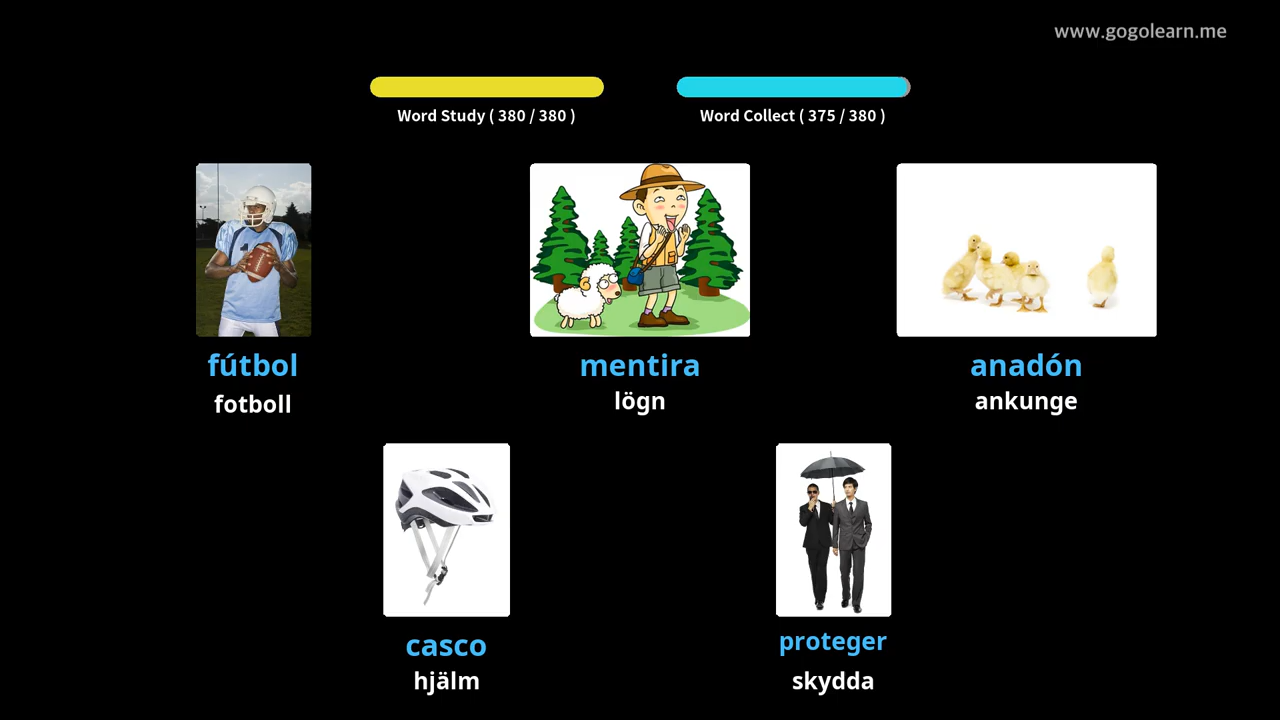 www.gogolearn.me
Word Study ( 380 / 380 )
Word Collect ( 375 / 380 )
fútbol
mentira
anadón
fotboll
lögn
ankunge
casco
proteger
hjälm
skydda